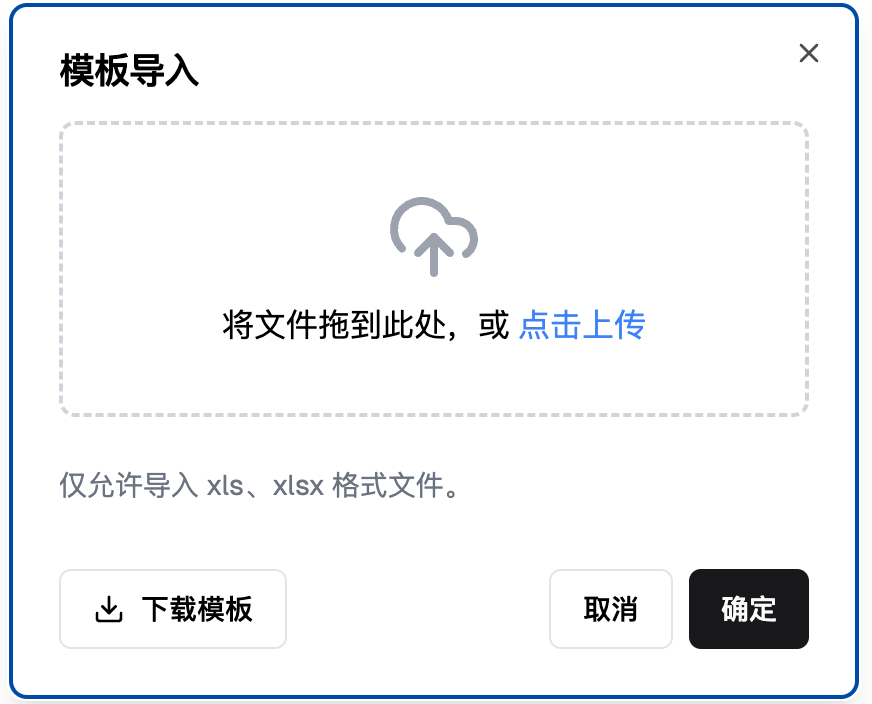 模板导入
将文件拖到此处，或 点击上传
仅允许导入 xls、xlsx 格式文件。
下载模板
取消
确定